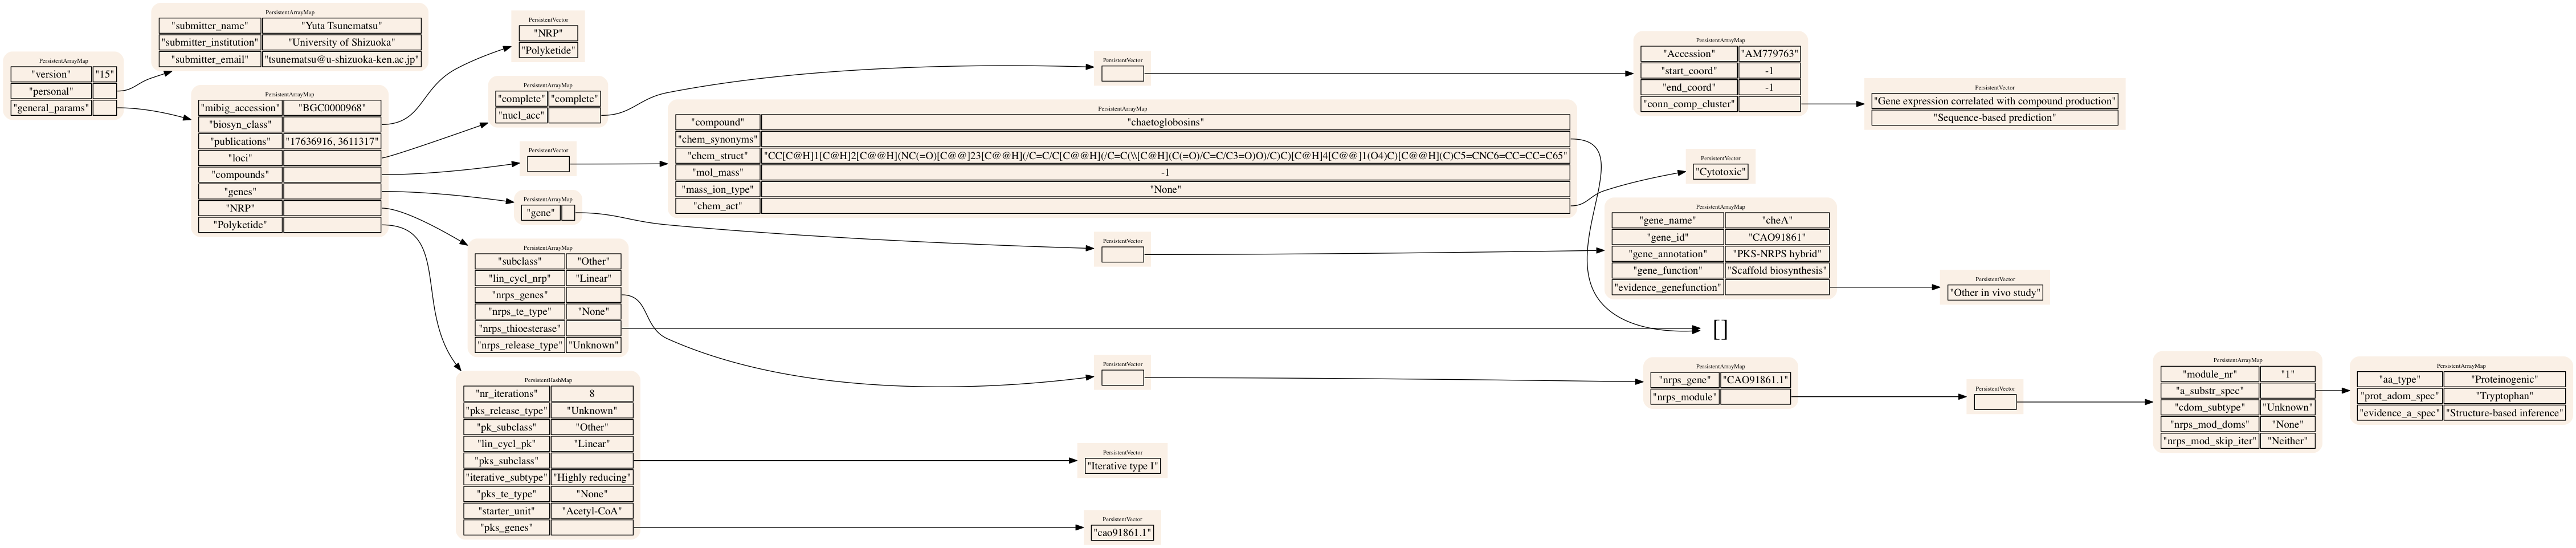 PersistentArrayMap
"version" "15"
"personal"
"general_params"
PersistentArrayMap
"submitter_name" "Yuta Tsunematsu"
"submitter_institution" "University of Shizuoka"
"submitter_email" "tsunematsu@u-shizuoka-ken.ac.jp"
PersistentArrayMap
"mibig_accession" "BGC0000968"
"biosyn_class"
"publications" "17636916, 3611317"
"loci"
"compounds"
"genes"
"NRP"
"Polyketide"
PersistentVector
"NRP"
"Polyketide"
PersistentArrayMap
"complete" "complete"
"nucl_acc"
PersistentVector
PersistentArrayMap
"gene"
PersistentArrayMap
"subclass" "Other"
"lin_cycl_nrp" "Linear"
"nrps_genes"
"nrps_te_type" "None"
"nrps_thioesterase"
"nrps_release_type" "Unknown"
PersistentHashMap
"nr_iterations" 8
"pks_release_type" "Unknown"
"pk_subclass" "Other"
"lin_cycl_pk" "Linear"
"pks_subclass"
"iterative_subtype" "Highly reducing"
"pks_te_type" "None"
"starter_unit" "Acetyl-CoA"
"pks_genes"
PersistentVector
PersistentArrayMap
"compound" "chaetoglobosins"
"chem_synonyms"
"chem_struct" "CC[C@H]1[C@H]2[C@@H](NC(=O)[C@@]23[C@@H](/C=C/C[C@@H](/C=C(\\[C@H](C(=O)/C=C/C3=O)O)/C)C)[C@H]4[C@@]1(O4)C)[C@@H](C)C5=CNC6=CC=CC=C65"
"mol_mass" -1
"mass_ion_type" "None"
"chem_act"
PersistentVector
PersistentVector
PersistentVector
"Iterative type I"
PersistentVector
"cao91861.1"
PersistentArrayMap
"Accession" "AM779763"
"start_coord" -1
"end_coord" -1
"conn_comp_cluster"
PersistentVector
"Gene expression correlated with compound production"
"Sequence-based prediction"
PersistentVector
"Cytotoxic"
PersistentArrayMap
"gene_name" "cheA"
"gene_id" "CAO91861"
"gene_annotation" "PKS-NRPS hybrid"
"gene_function" "Scaffold biosynthesis"
"evidence_genefunction"
PersistentVector
"Other in vivo study"
[]
PersistentArrayMap
"nrps_gene" "CAO91861.1"
"nrps_module"
PersistentVector
PersistentArrayMap
"module_nr" "1"
"a_substr_spec"
"cdom_subtype" "Unknown"
"nrps_mod_doms" "None"
"nrps_mod_skip_iter" "Neither"
PersistentArrayMap
"aa_type" "Proteinogenic"
"prot_adom_spec" "Tryptophan"
"evidence_a_spec" "Structure-based inference"